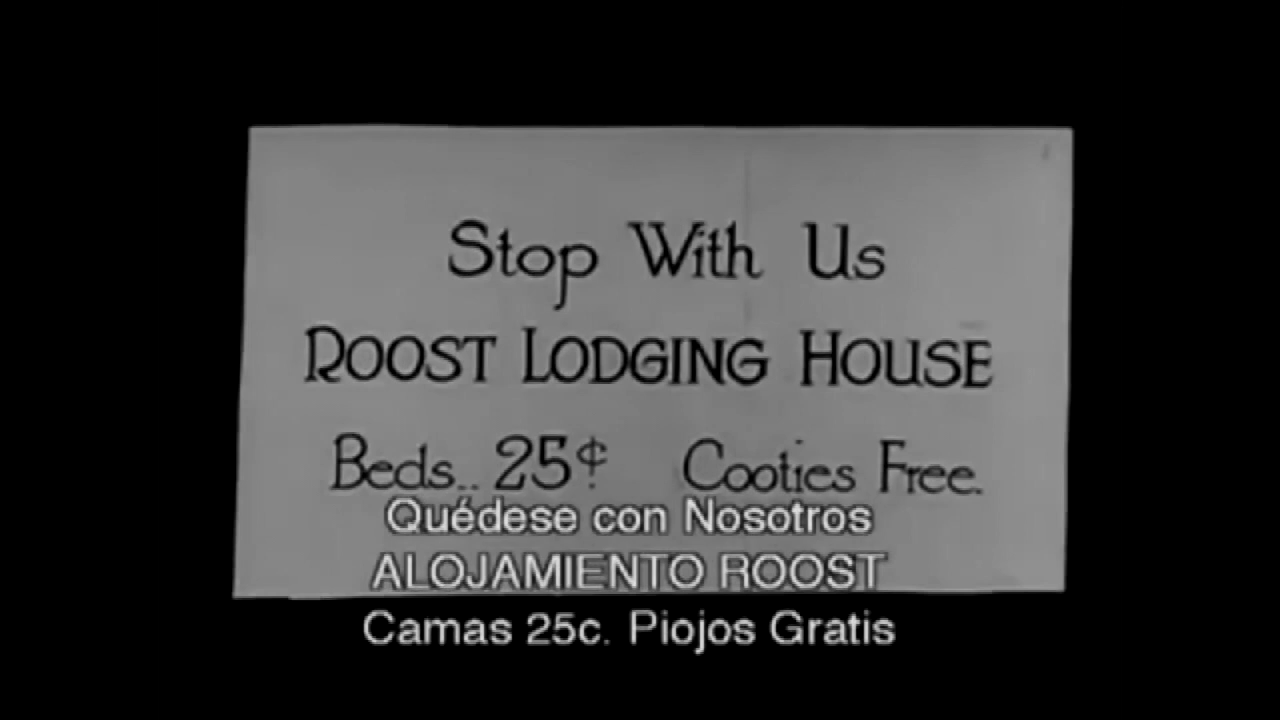 Stop With Us
ROOST LODGING HOUSE
Beds.. 25¢ Cooties Free.
Quédese con Nosotros
ALOJAMIENTO ROOST
Camas 25c. Piojos Gratis